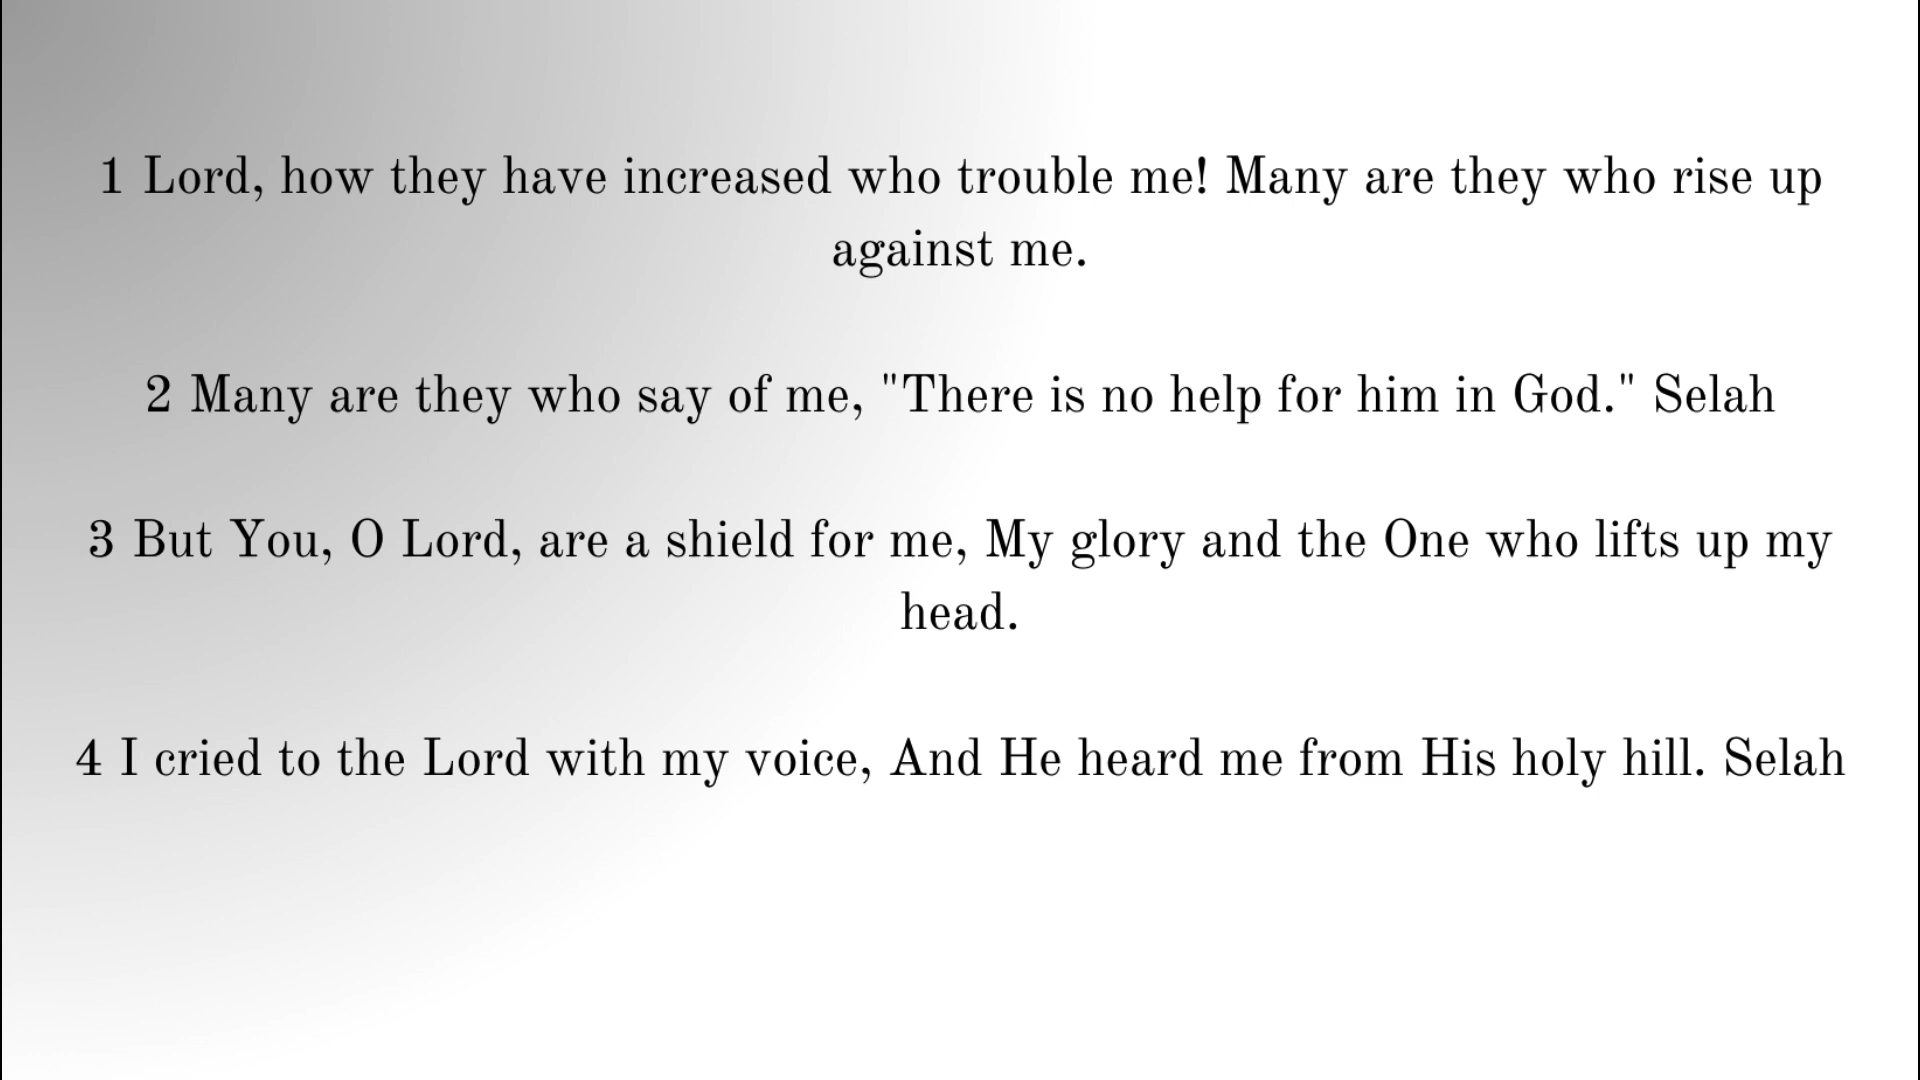 1 Lord, how they have increased who trouble me! Many are they who rise up
against me.
2 Many are they who say of me, "There is no help for him in God." Selah
3 But You, O Lord, are a shield for me, My glory and the One who lifts up my
head.
4 I cried to the Lord with my voice, And He heard me from His holy hill. Selah